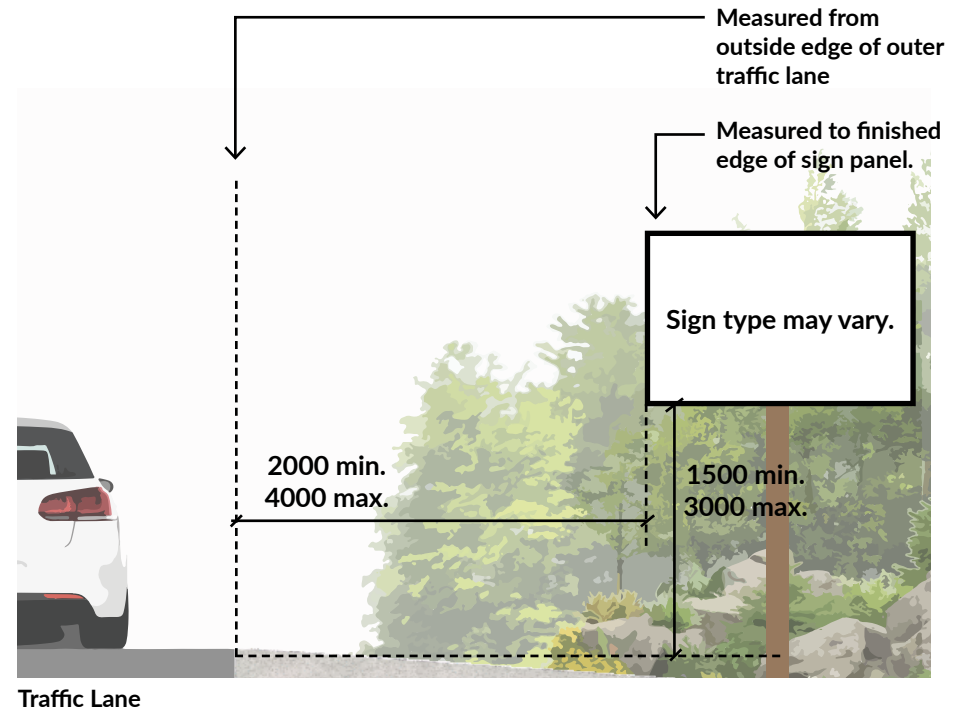 Measured from
outside edge of outer
traffic lane
Measured to finished
edge of sign panel.
Sign type may vary.
2000 min.
4000 max.
1500 min.
3000 max.
Traffic Lane